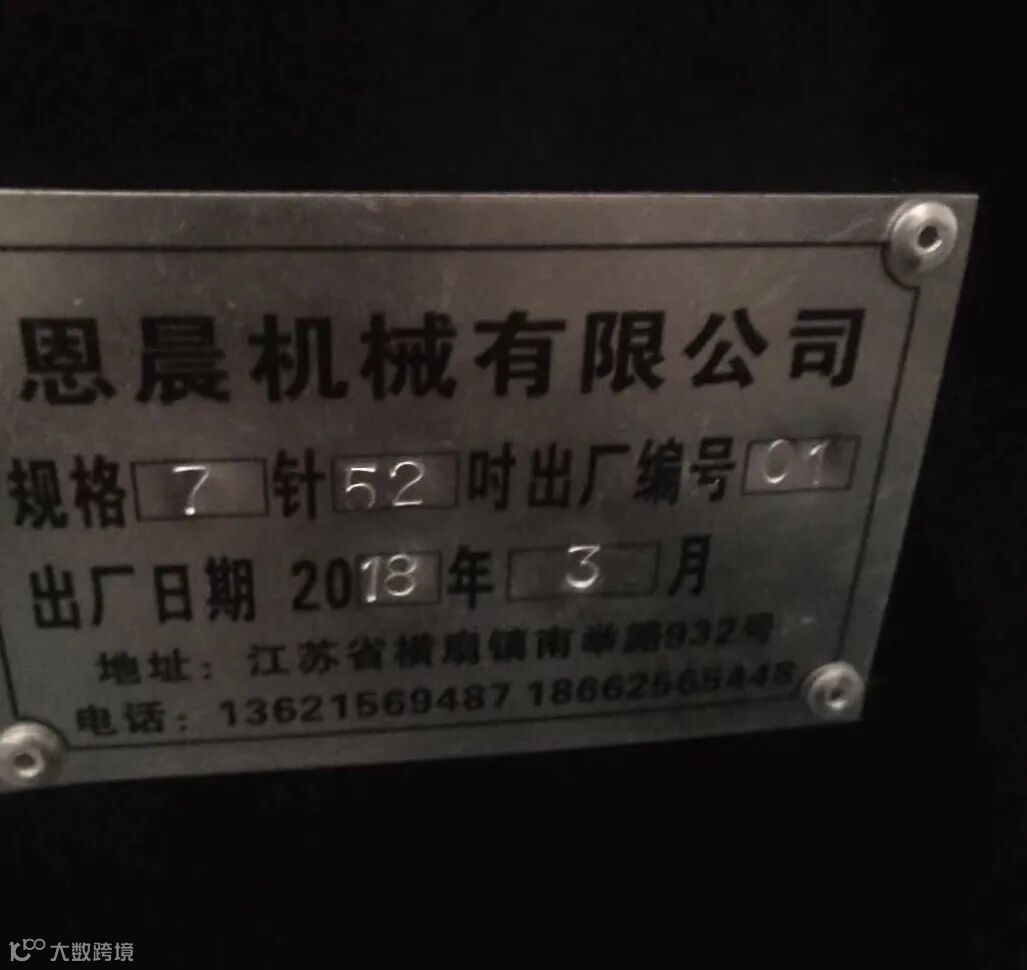 恩晨机械有限公司
规格 7 针 52 吋出厂编号 01
出厂日期 2018 年 3 月
地址：江苏省横扇镇南举路932号
电话：13621569487 18662565448
大数跨境